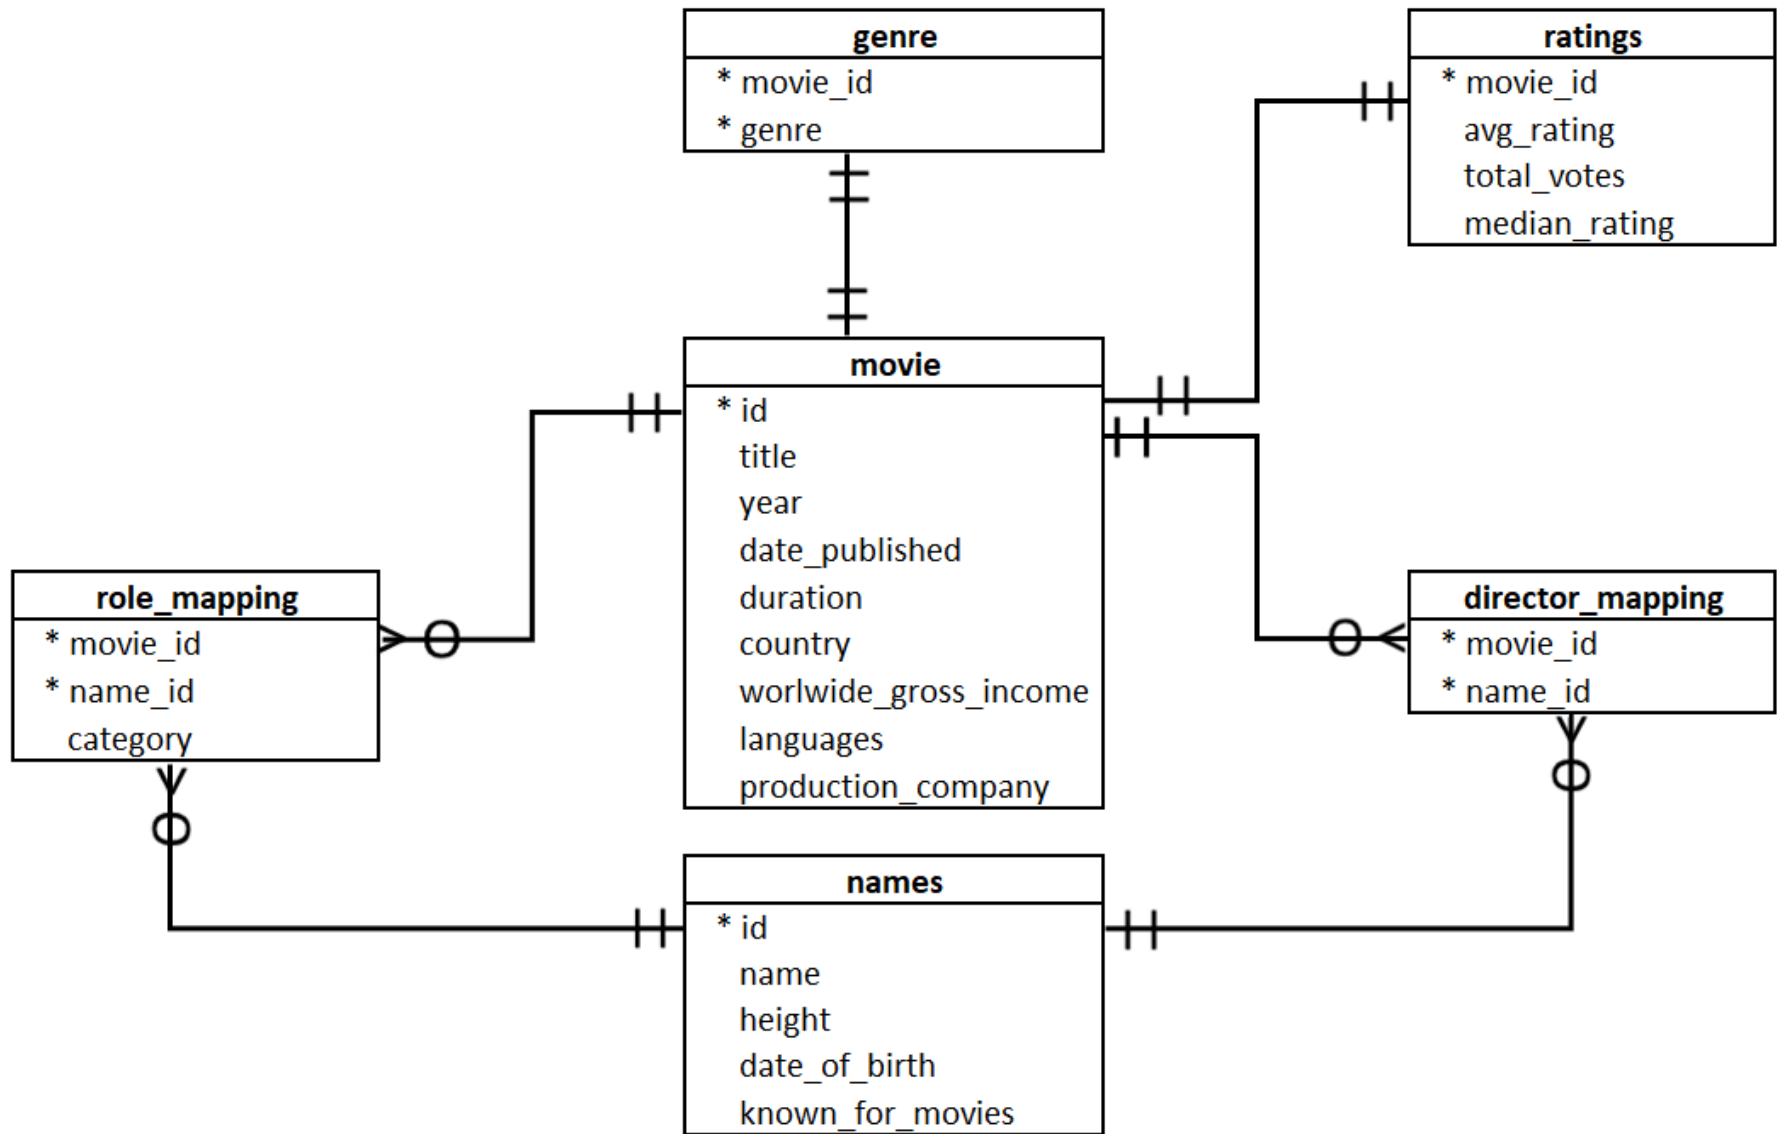 genre
* movie_id
* genre
ratings
* movie_id
avg_rating
total_votes
median_rating
movie
* id
title
year
date_published
duration
country
worlwide_gross_income
languages
production_company
role_mapping
* movie_id
* name_id
category
director_mapping
* movie_id
* name_id
names
* id
name
height
date_of_birth
known_for_movies